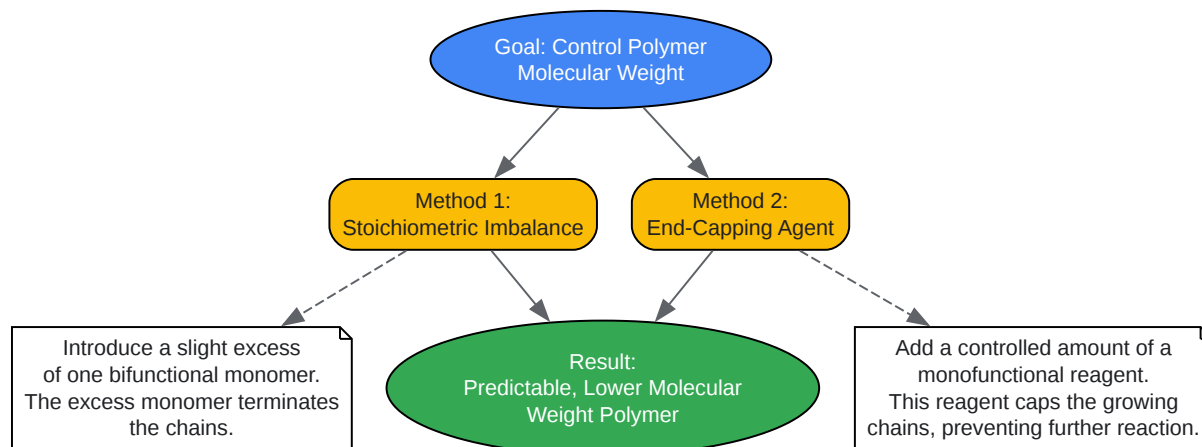 Goal: Control Polymer
Molecular Weight
Method 1:
Stoichiometric Imbalance
Method 2:
End-Capping Agent
Introduce a slight excess
of one bifunctional monomer.
The excess monomer terminates
the chains.
Result:
Predictable, Lower Molecular
Weight Polymer
Add a controlled amount of a
monofunctional reagent.
This reagent caps the growing
chains, preventing further reaction.